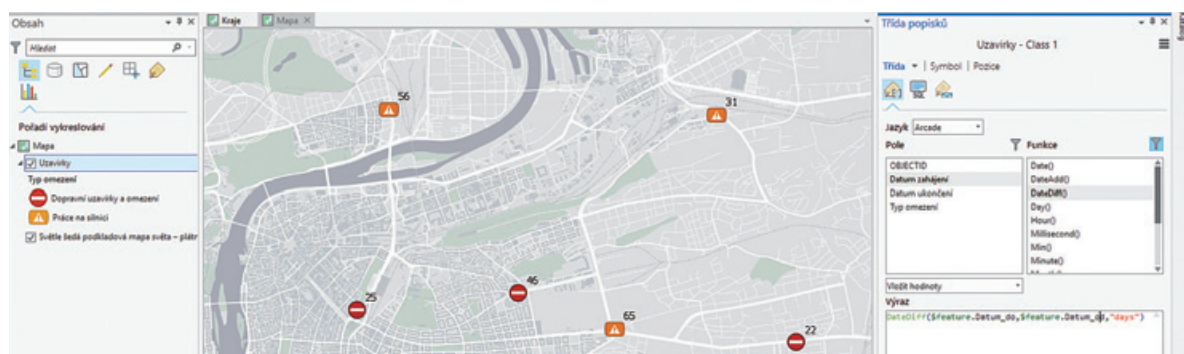 Obsah
Hledat
Pořadí vykreslování
Mapa
Uzavirky
Typ omezení
Dopravní uzavírky a omezení
Práce na silnici
Světle šedá podkladová mapa světa – plátr
Kraje
Mapa
56
31
46
25
65
22
Třída popisků
Uzavirky - Class 1
Třída | Symbol | Pozice
SQL
Jazyk Arcade
Pole
Funkce
OBJECTID
Datum zahájení
Datum ukončení
Typ omezení
Date()
DateAdd()
DateDiff()
Day()
Hour()
Millisecond()
Min()
Minute()
Vložit hodnoty
Výraz
DateDiff($feature.Datum_do,$feature.Datum_od,"days")